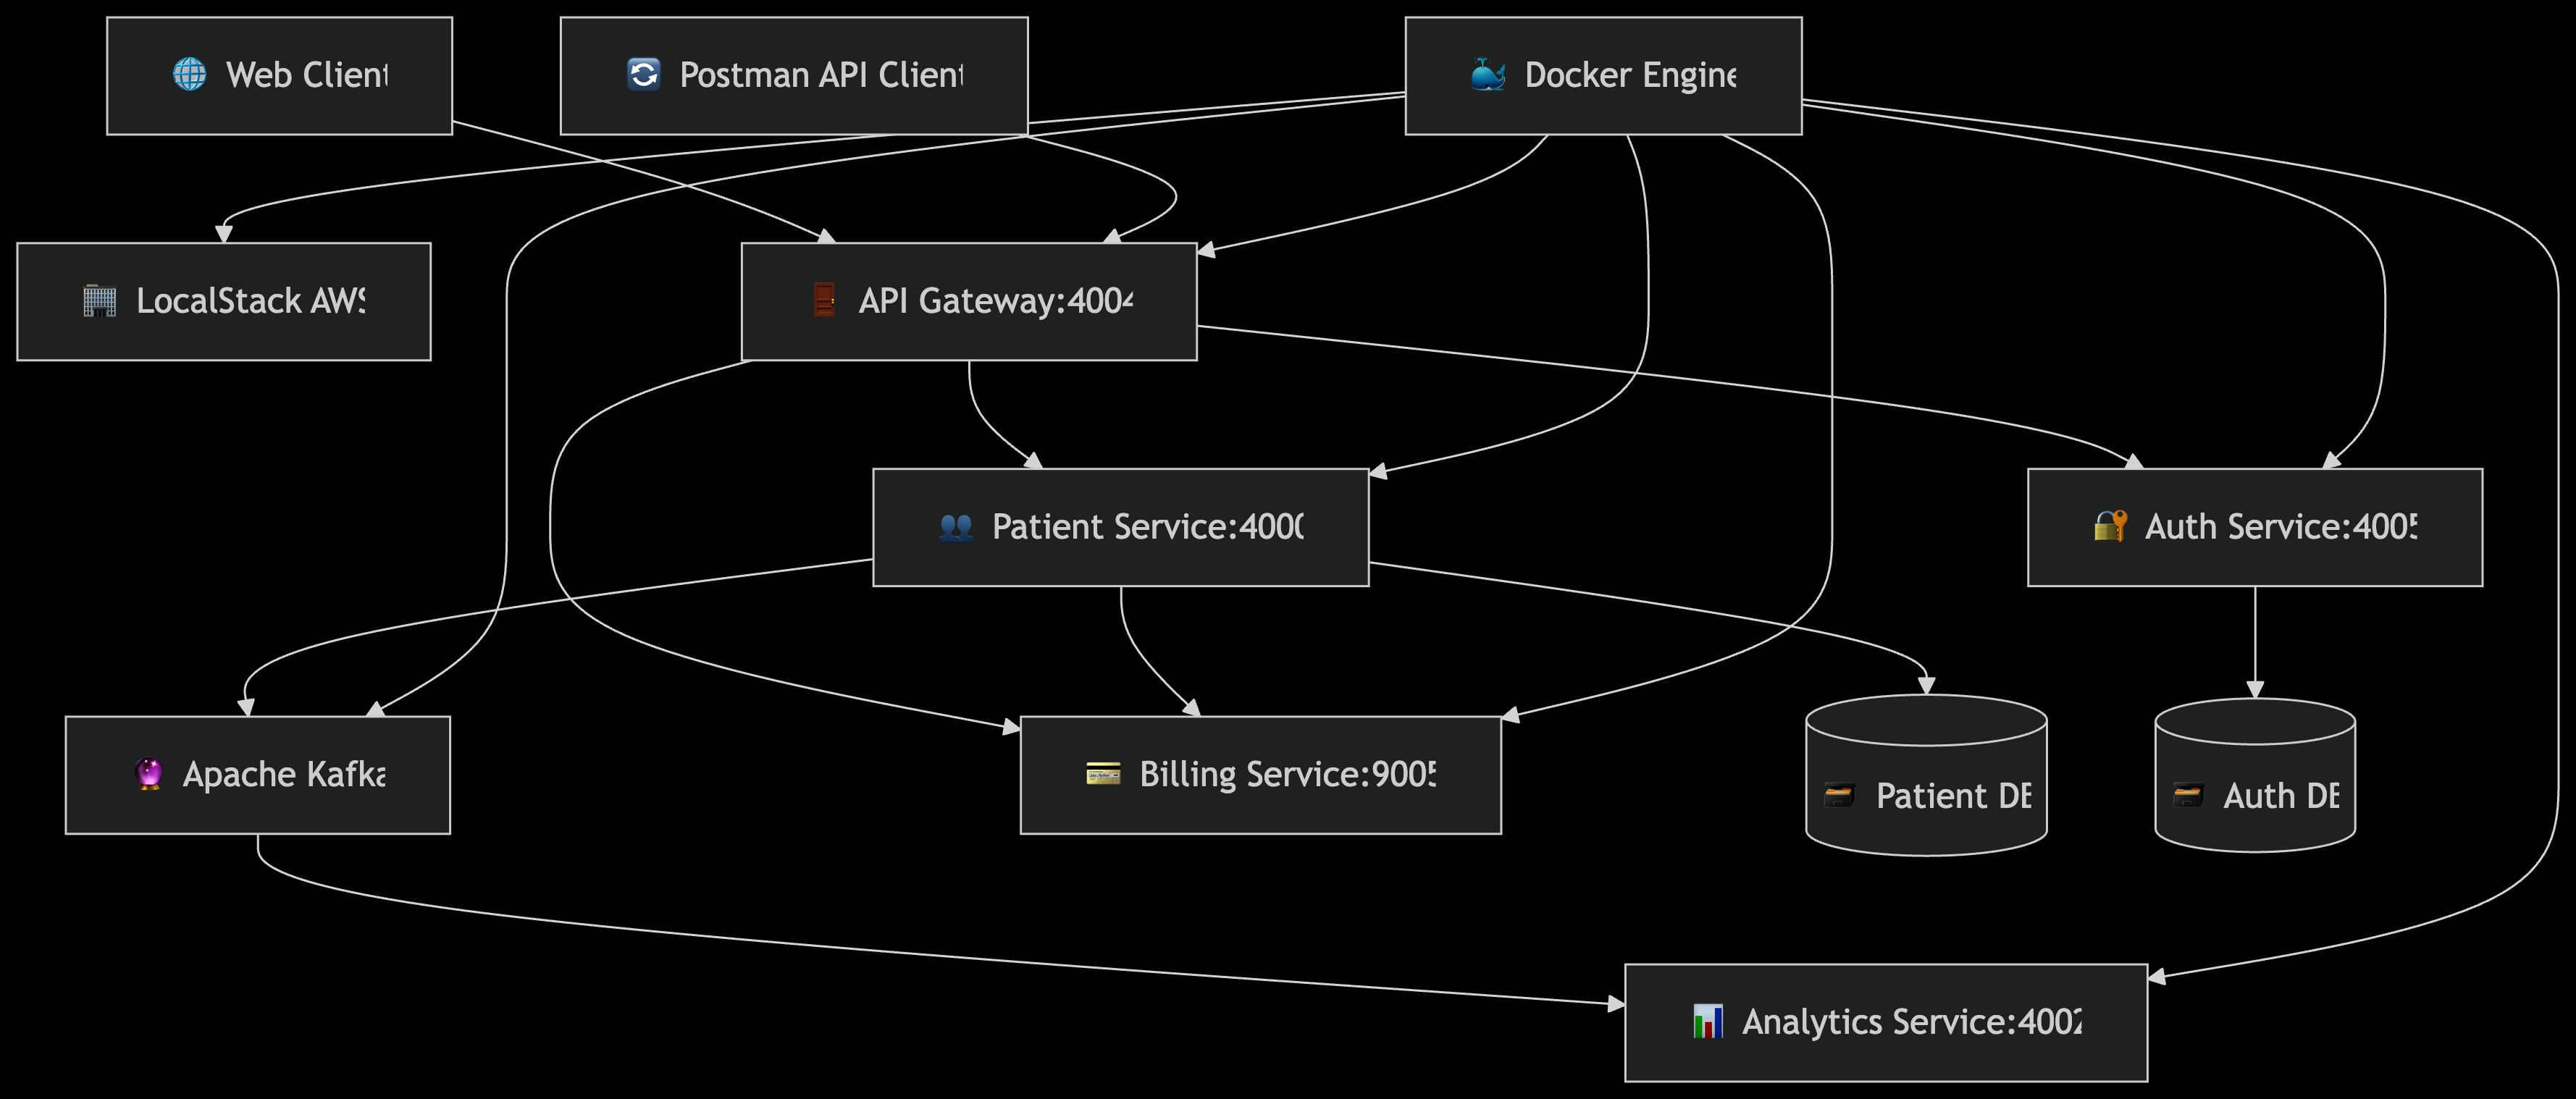 Web Client
Postman API Client
Docker Engine
LocalStack AWS
API Gateway:4004
Patient Service:4000
Auth Service:4005
Apache Kafka
Billing Service:9005
Patient DB
Auth DB
Analytics Service:4002